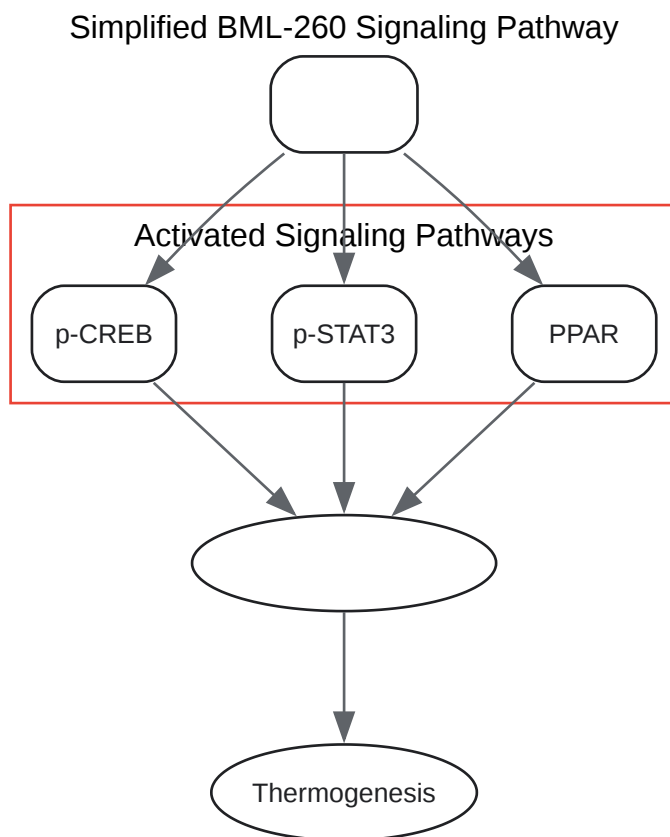 Simplified BML-260 Signaling Pathway
Activated Signaling Pathways
p-CREB
p-STAT3
PPAR
Thermogenesis